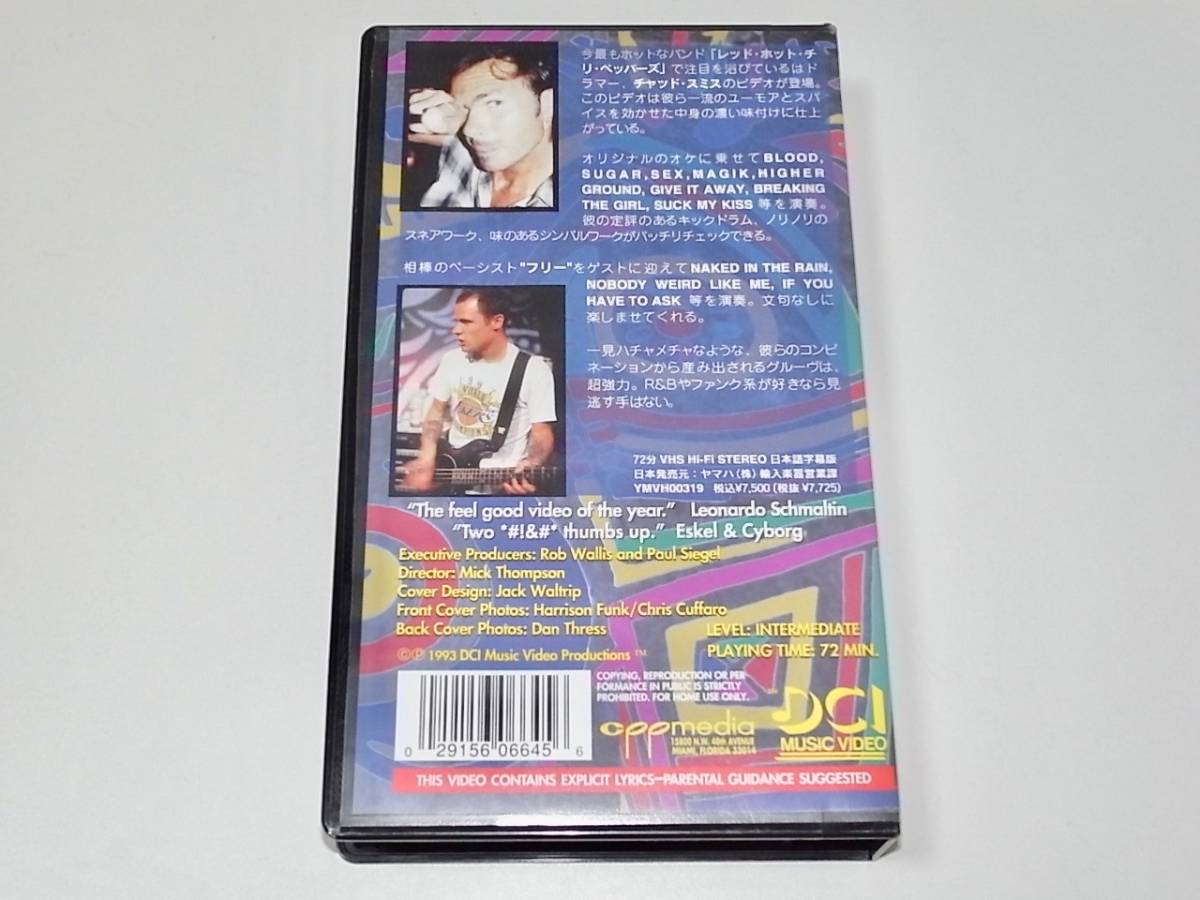 今最もホットなバンド「レッド・ホット・チ
リ・ペッパーズ」で注目を浴びているはド
ラマー、チャッド・スミスのビデオが登場。
このビデオは彼ら一流のユーモアとスパ
イスを効かせた中身の濃い味付けに仕上
がっている。
オリジナルのオケに乗せてBLOOD,
SUGAR,SEX,MAGIK,HIGHER
GROUND, GIVE IT AWAY, BREAKING
THE GIRL, SUCK MY KISS 等を演奏。
彼の定評のあるキックドラム、ノリノリの
スネアワーク、味のあるシンバルワークがバッチリチェックできる。
相棒のベーシスト"フリー"をゲストに迎えてNAKED IN THE RAIN,
NOBODY WEIRD LIKE ME, IF YOU
HAVE TO ASK 等を演奏。文句なしに
楽しませてくれる。
一見ハチャメチャなような、彼らのコンビ
ネーションから産み出されるグルーヴは、
超強力。R&Bやファンク系が好きなら見
逃す手はない。
72分 VHS Hi-Fi STEREO 日本語字幕版
日本発売元：ヤマハ(株)輸入楽器営業課
YMVH00319 税込¥7,500(税抜 ¥7,725)
"The feel good video of the year." Leonardo Schmaltin
"Two *#!&#* thumbs up." Eskel & Cyborg
Executive Producers: Rob Wallis and Paul Siegel
Director: Mick Thompson
Cover Design: Jack Waltrip
Front Cover Photos: Harrison Funk/Chris Cuffaro
Back Cover Photos: Dan Thress
LEVEL: INTERMEDIATE
PLAYING TIME: 72 MIN.
©℗ 1993 DCI Music Video Productions ™
COPYING, REPRODUCTION OR PER
FORMANCE IN PUBLIC IS STRICTLY
PROHIBITED. FOR HOME USE ONLY.
cppmedia
15800 N.W. 48th AVENUE
MIAMI, FLORIDA 33014
DCI
MUSIC VIDEO
0 29156 06645 6
THIS VIDEO CONTAINS EXPLICIT LYRICS—PARENTAL GUIDANCE SUGGESTED